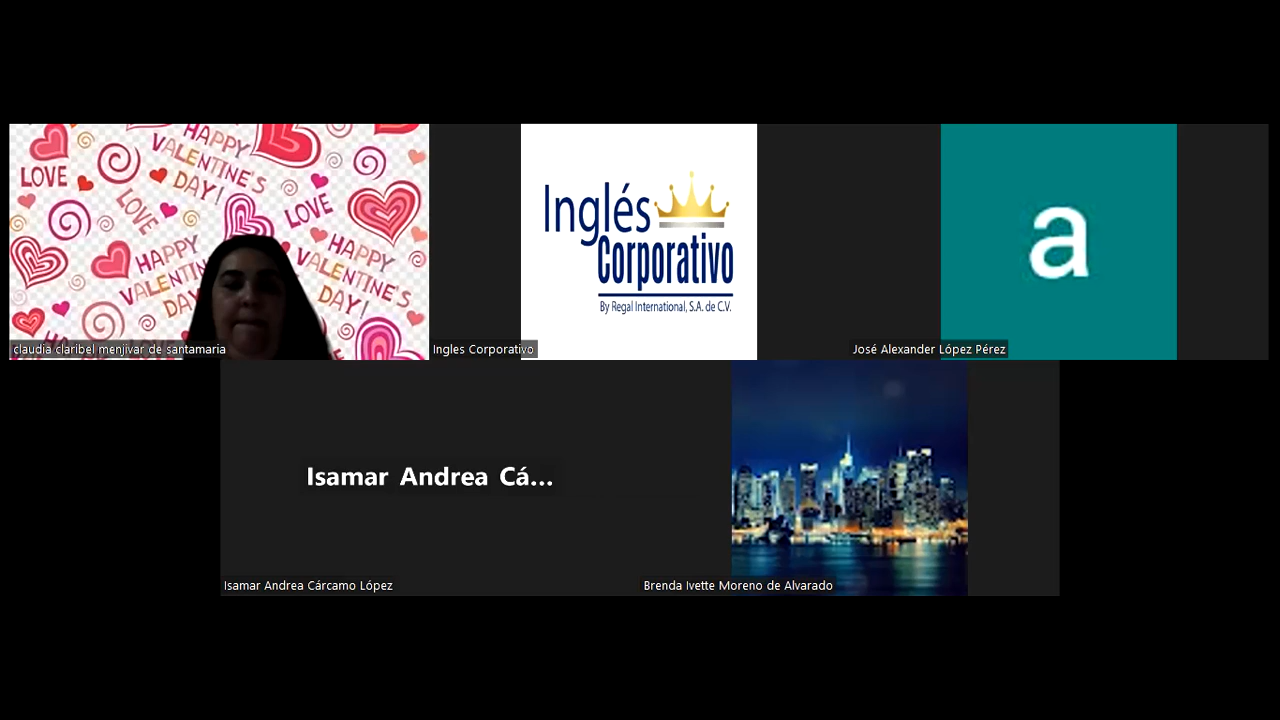 HAPPY
VALENTINE'S
DAY!
LOVE
LOVE
LOVE
HAPPY
VALENTIN
DAY
HAPPY
VALENTINE'S
DAY!
claudia claribel menjivar de santamaria
Inglés
Corporativo
By Regal International, S.A. de C.V.
Ingles Corporativo
a
José Alexander López Pérez
Isamar Andrea Cá...
Isamar Andrea Cárcamo López
Brenda Ivette Moreno de Alvarado